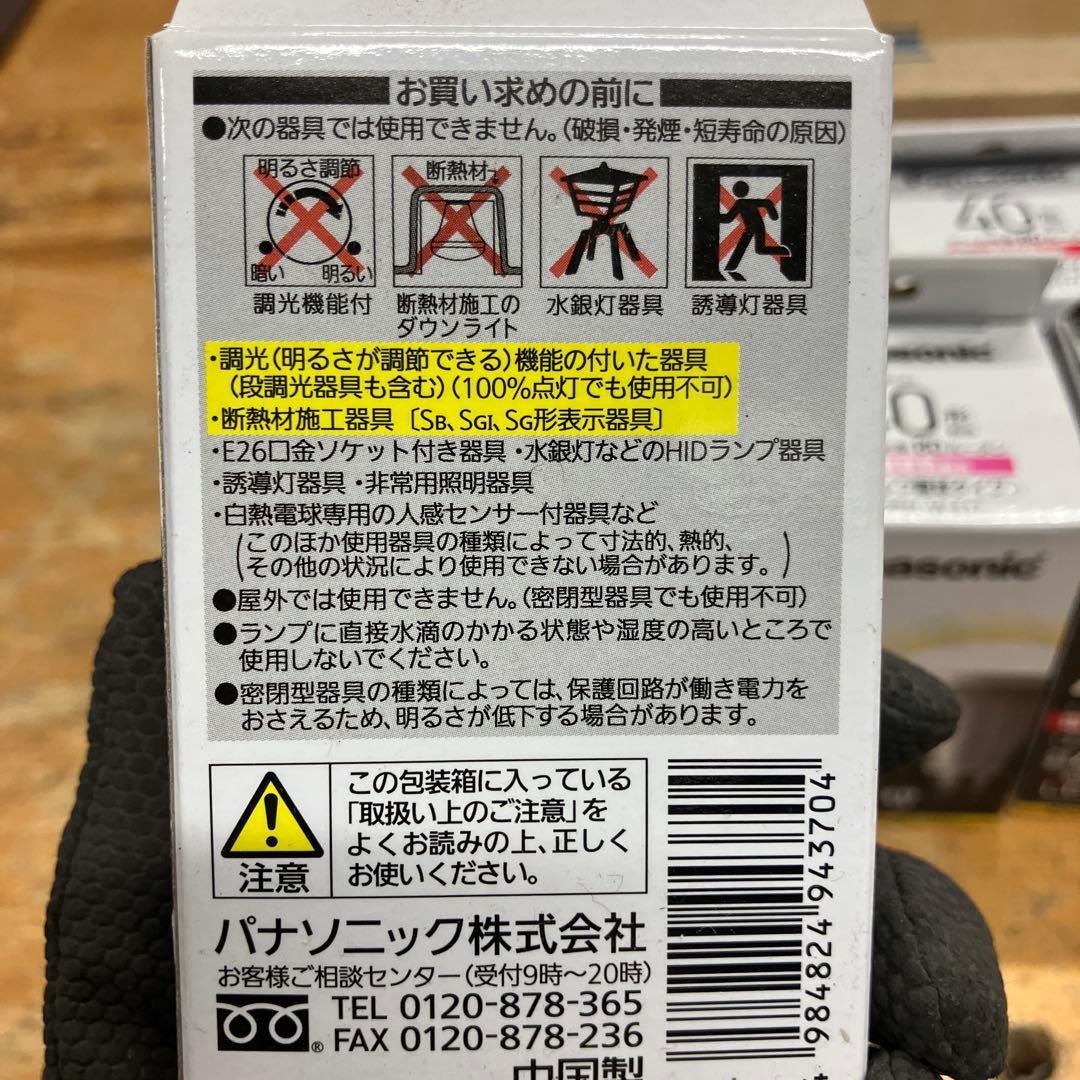 お買い求めの前に
●次の器具では使用できません。(破損・発煙・短寿命の原因)
明るさ調節
暗い 明るい
断熱材
調光機能付
断熱材施工の
ダウンライト
水銀灯器具
誘導灯器具
・調光(明るさが調節できる)機能の付いた器具
(段調光器具も含む)(100%点灯でも使用不可)
・断熱材施工器具〔SB、SGI、SG形表示器具〕
・E26口金ソケット付き器具・水銀灯などのHIDランプ器具
・誘導灯器具・非常用照明器具
・白熱電球専用の人感センサー付器具など
(このほか使用器具の種類によって寸法的、熱的、
その他の状況により使用できない場合があります。)
●屋外では使用できません。(密閉型器具でも使用不可)
●ランプに直接水滴のかかる状態や湿度の高いところで
使用しないでください。
●密閉型器具の種類によっては、保護回路が働き電力を
おさえるため、明るさが低下する場合があります。
注意
この包装箱に入っている
「取扱い上のご注意」を
よくお読みの上、正しく
お使いください。
パナソニック株式会社
お客様ご相談センター(受付9時〜20時)
TEL 0120-878-365
FAX 0120-878-236
中国製
984824 943704
40形
0形
asonic